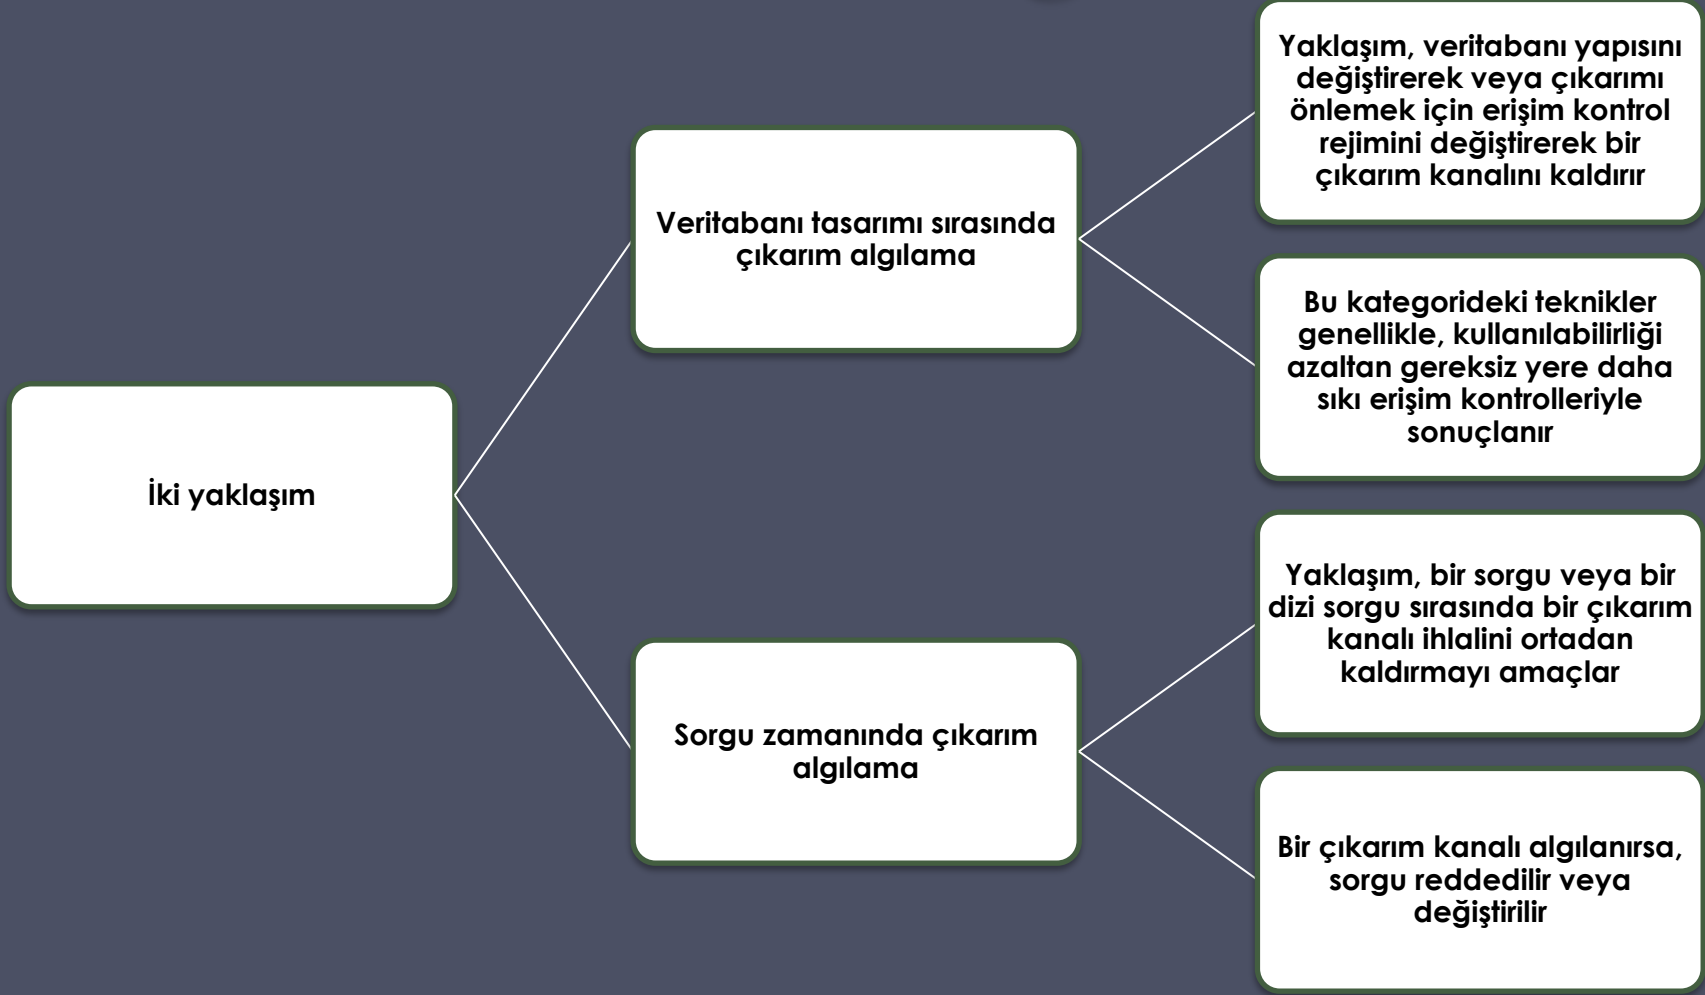 İki yaklaşım
Veritabanı tasarımı sırasında
çıkarım algılama
Yaklaşım, veritabanı yapısını
değiştirerek veya çıkarımı
önlemek için erişim kontrol
rejimini değiştirerek bir
çıkarım kanalını kaldırır
Bu kategorideki teknikler
genellikle, kullanılabilirliği
azaltan gereksiz yere daha
sıkı erişim kontrolleriyle
sonuçlanır
Sorgu zamanında çıkarım
algılama
Yaklaşım, bir sorgu veya bir
dizi sorgu sırasında bir çıkarım
kanalı ihlalini ortadan
kaldırmayı amaçlar
Bir çıkarım kanalı algılanırsa,
sorgu reddedilir veya
değiştirilir